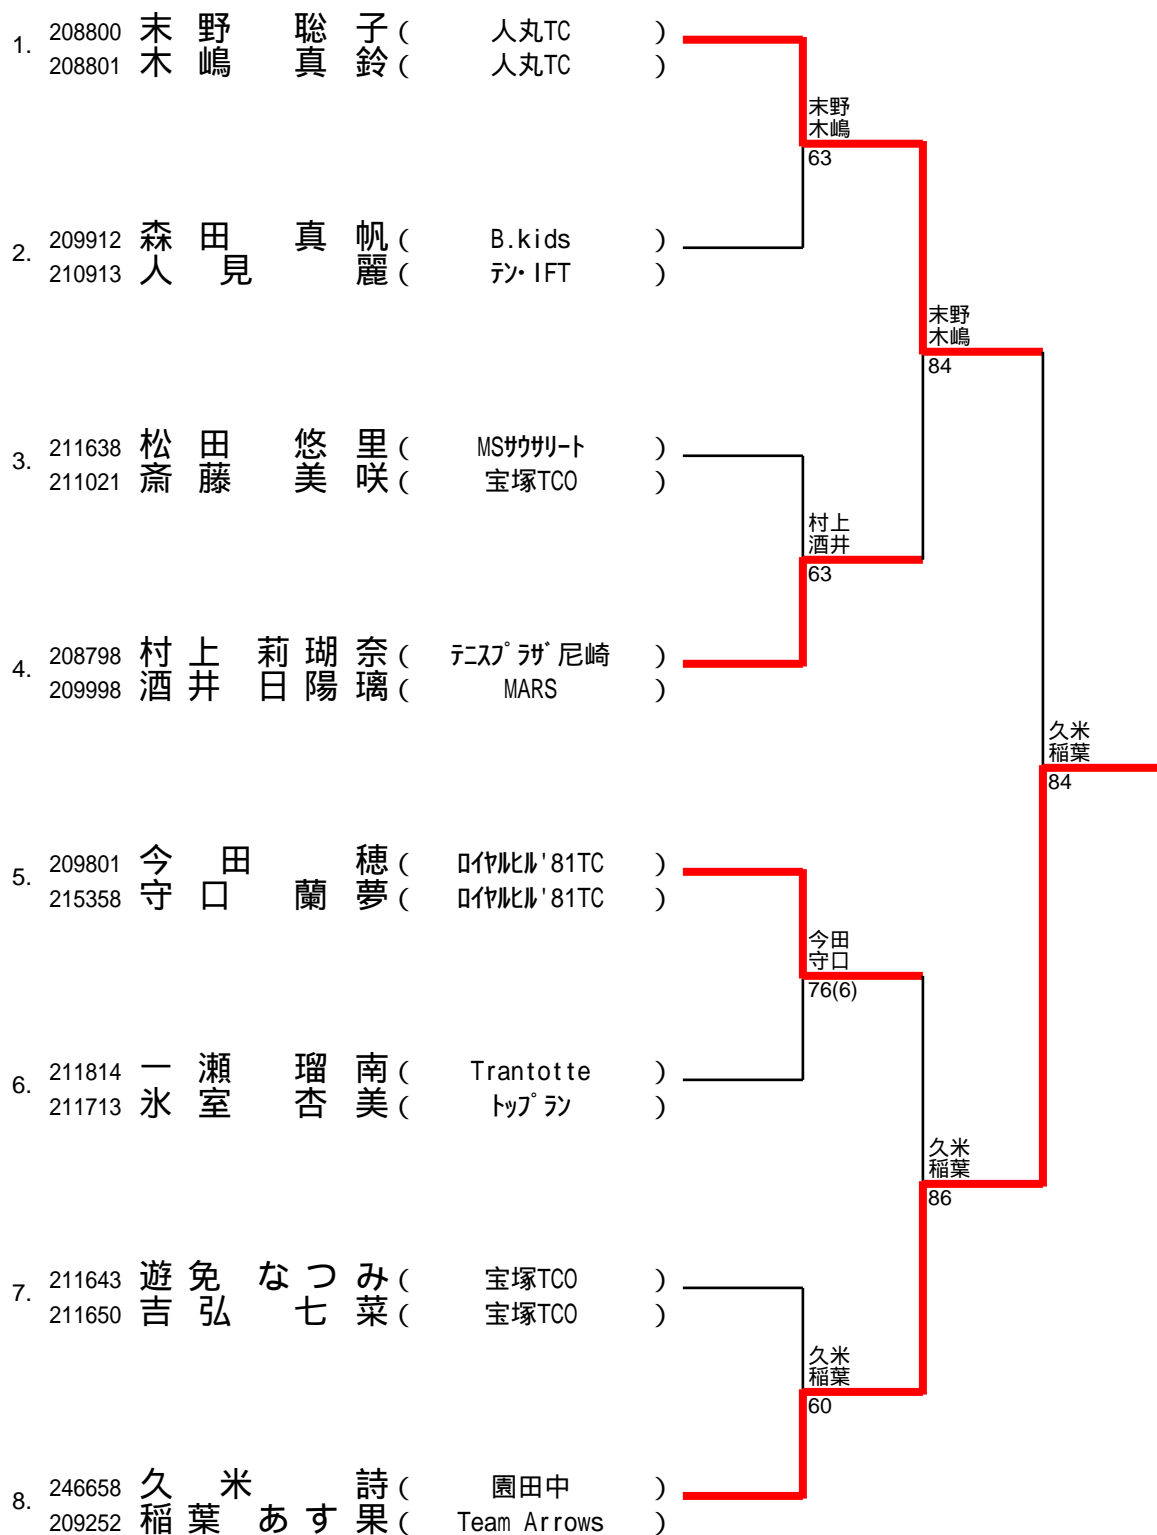 1. 208800 末野 聡子 ( 人丸TC )
208801 木嶋 真鈴 ( 人丸TC )
末野
木嶋
63
2. 209912 森田 真帆 ( B.kids )
210913 人見 麗 ( テン・IFT )
末野
木嶋
84
3. 211638 松田 悠里 ( MSサウサリート )
211021 斎藤 美咲 ( 宝塚TCO )
村上
酒井
63
4. 208798 村上 莉瑚奈 ( テニスプラザ尼崎 )
209998 酒井 日陽璃 ( MARS )
久米
稲葉
84
5. 209801 今田 穂 ( ロイヤルヒル'81TC )
215358 守口 蘭夢 ( ロイヤルヒル'81TC )
今田
守口
76(6)
6. 211814 一瀬 瑠南 ( Trantotte )
211713 氷室 杏美 ( トップラン )
久米
稲葉
86
7. 211643 遊免 なつみ ( 宝塚TCO )
211650 吉弘 七菜 ( 宝塚TCO )
久米
稲葉
60
8. 246658 久米 詩 ( 園田中 )
209252 稲葉 あす果 ( Team Arrows )